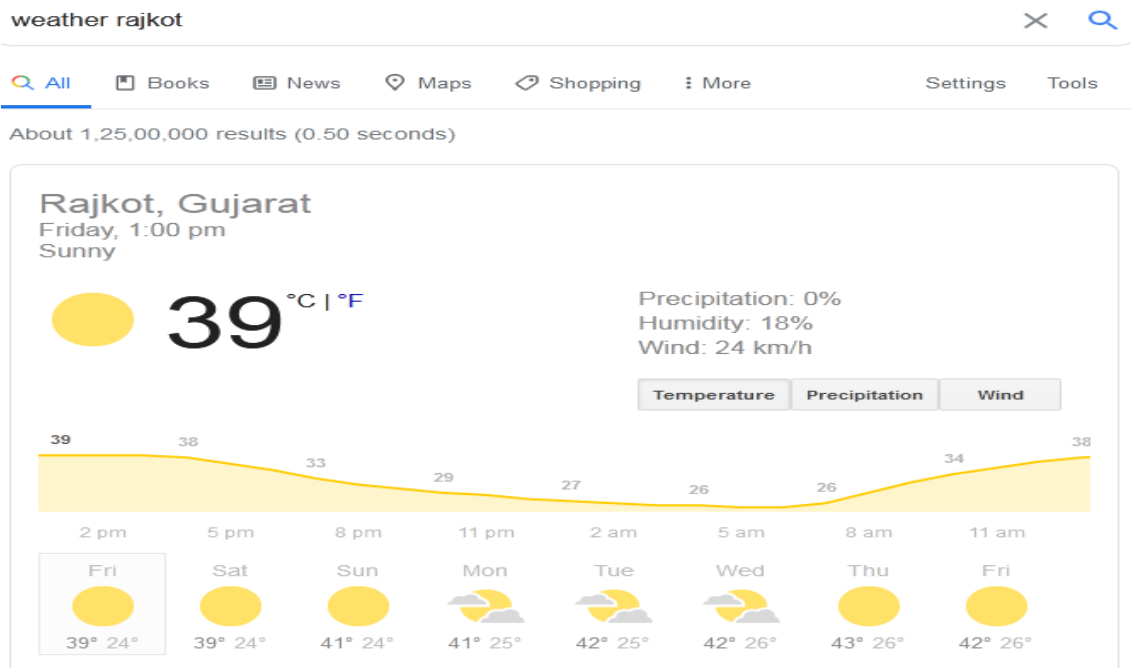 weather rajkot
All Books News Maps Shopping More Settings Tools
About 1,25,00,000 results (0.50 seconds)
Rajkot, Gujarat
Friday, 1:00 pm
Sunny
39 °C | °F
Precipitation: 0%
Humidity: 18%
Wind: 24 km/h
Temperature Precipitation Wind
39 38 33 29 27 26 26 34 38
2 pm 5 pm 8 pm 11 pm 2 am 5 am 8 am 11 am
Fri Sat Sun Mon Tue Wed Thu Fri
39° 24° 39° 24° 41° 24° 41° 25° 42° 25° 42° 26° 43° 26° 42° 26°